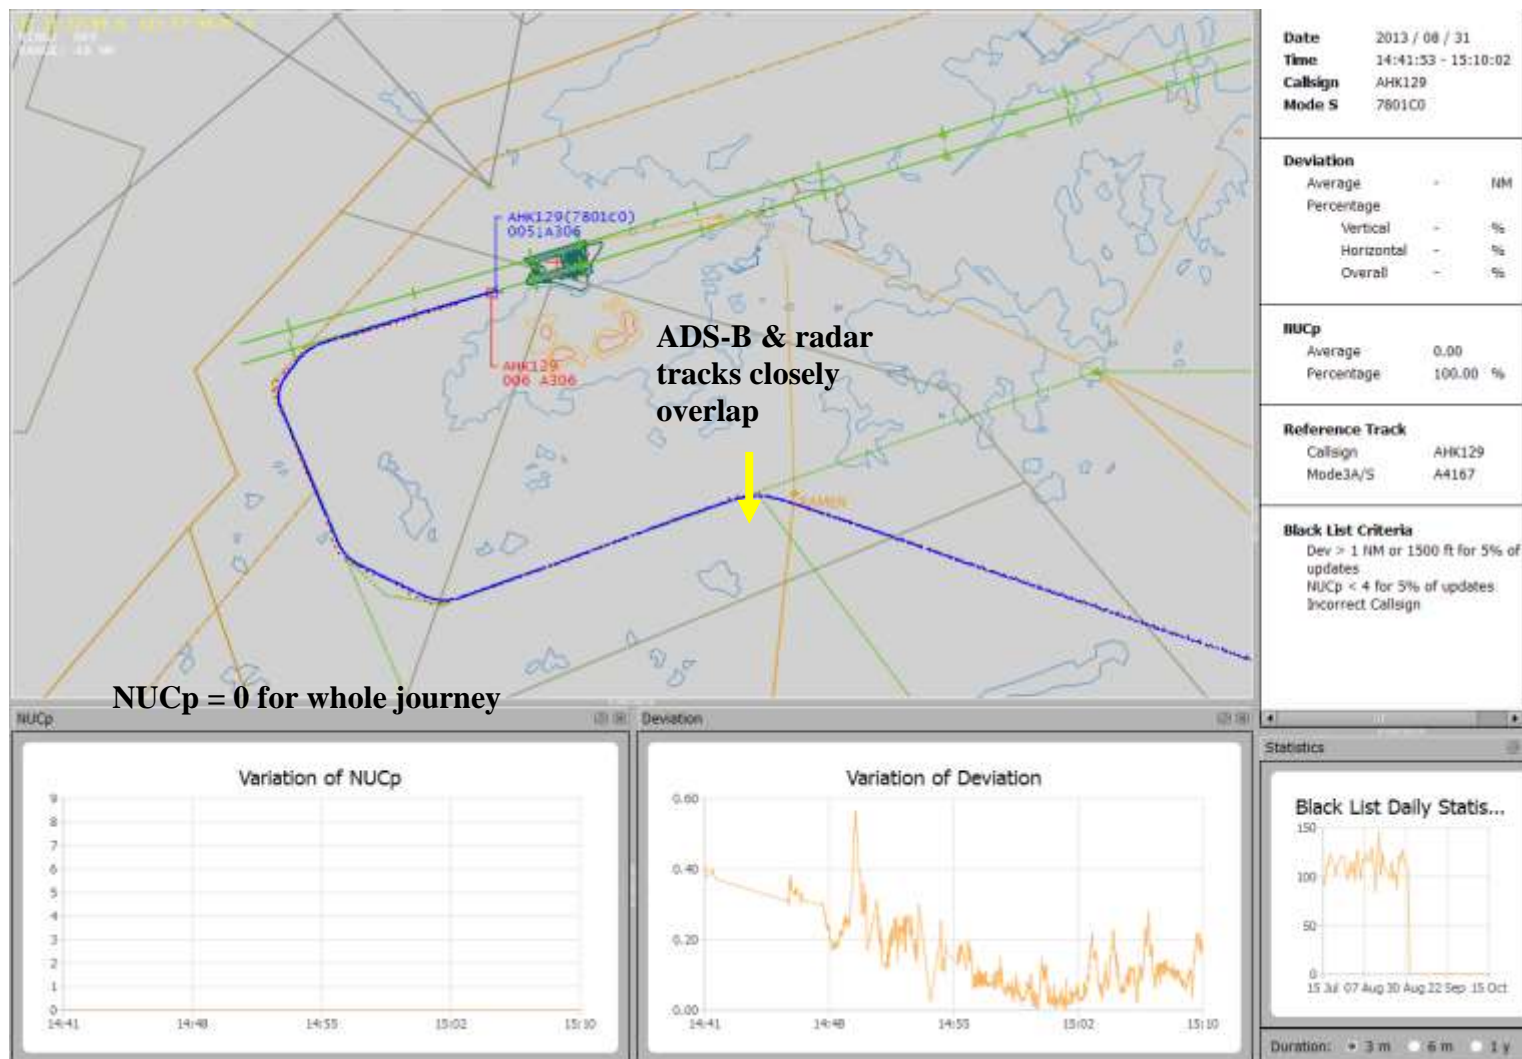 Date 2013 / 08 / 31
Time 14:41:53 - 15:10:02
Callsign AHK129
Mode S 7801C0
Deviation
Average - NM
Percentage
Vertical - %
Horizontal - %
Overall - %
NUCp
Average 0.00
Percentage 100.00 %
Reference Track
Callsign AHK129
Mode3A/S A4167
Black List Criteria
Dev > 1 NM or 1500 ft for 5% of
updates
NUCp < 4 for 5% of updates
Incorrect Callsign
AHK129(7801C0)
0051A306
AHK129
006 A306
ADS-B & radar
tracks closely
overlap
NUCp = 0 for whole journey
NUCp
Variation of NUCp
9
8
7
6
5
4
3
2
1
0
14:41 14:48 14:55 15:02 15:10
Deviation
Variation of Deviation
0.60
0.40
0.20
0.00
14:41 14:48 14:55 15:02 15:10
Statistics
Black List Daily Statis...
150
100
50
0
15 Jul 07 Aug 30 Aug 22 Sep 15 Oct
Duration: 3 m 6 m 1 y